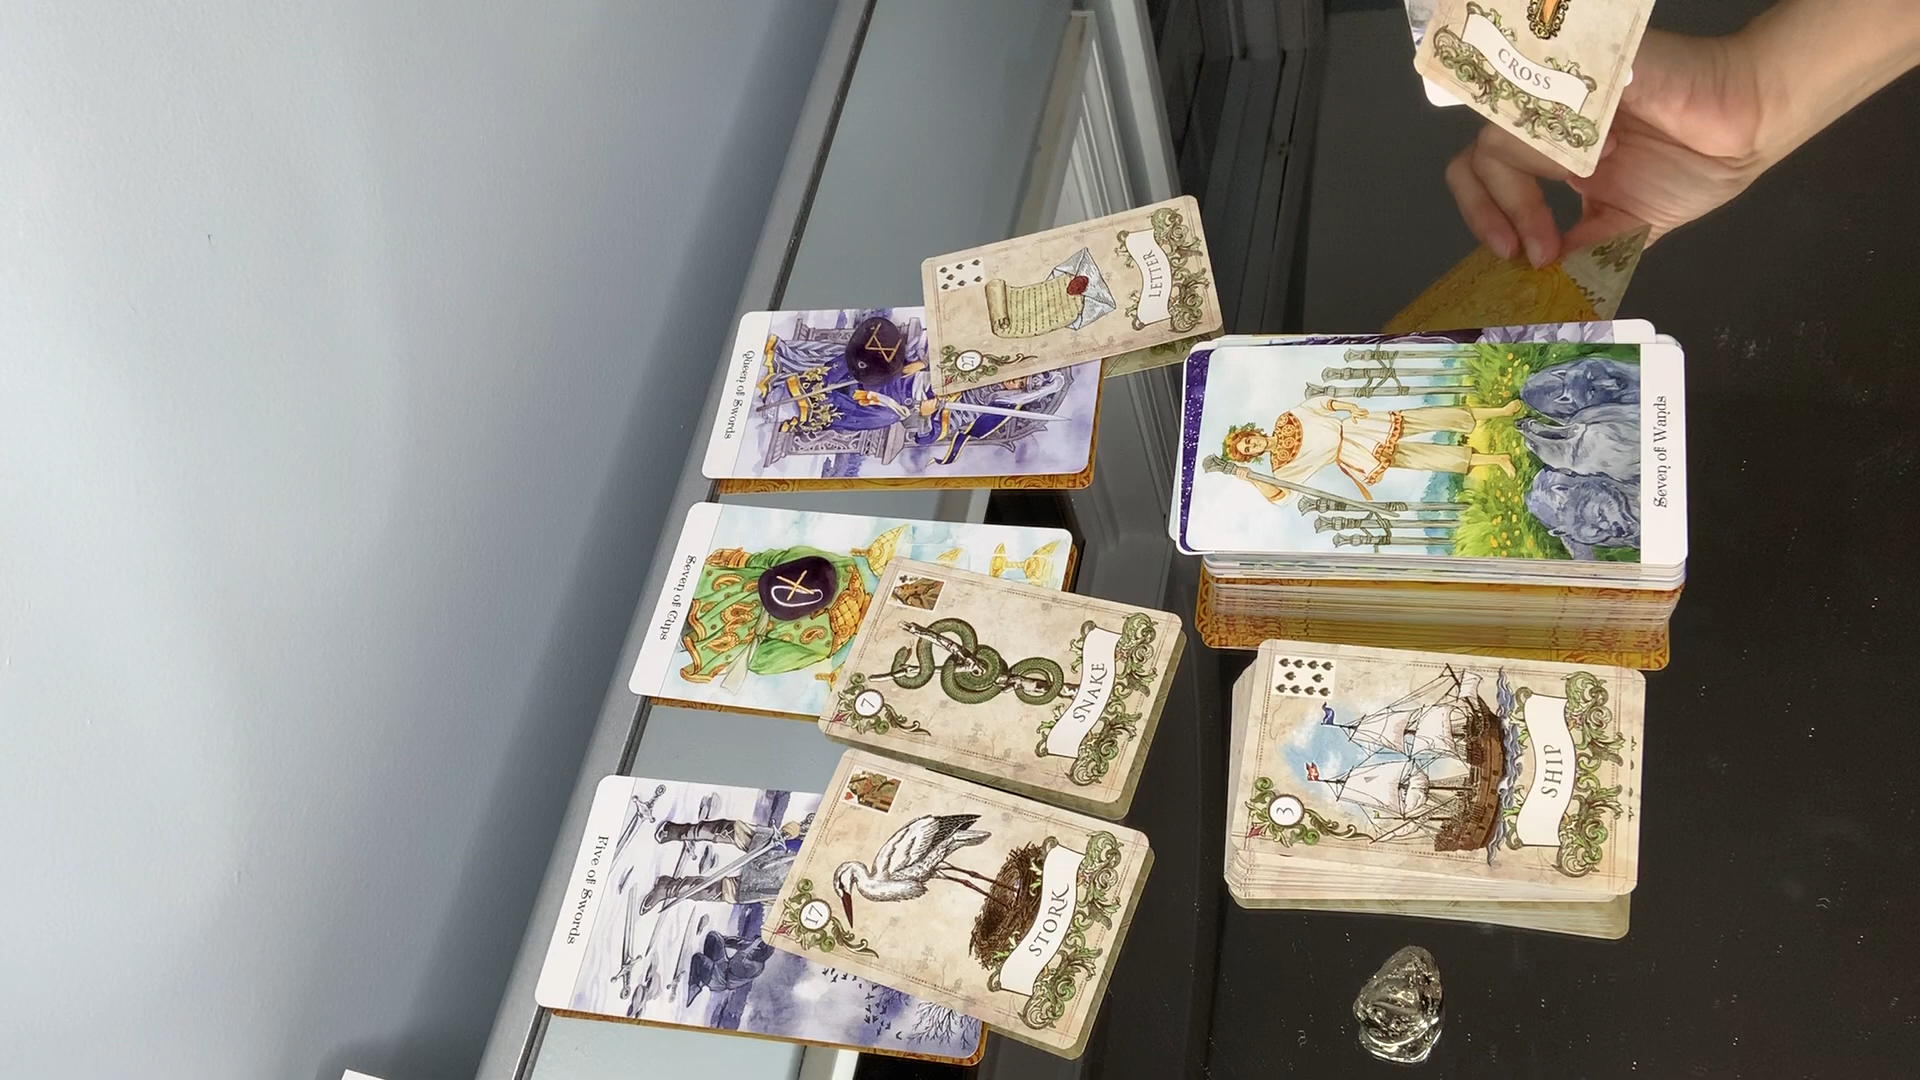 CROSS
27
LETTER
Queen of Swords
Seven of Cups
7
SNAKE
Five of Swords
17
STORK
Seven of Wands
3
SHIP